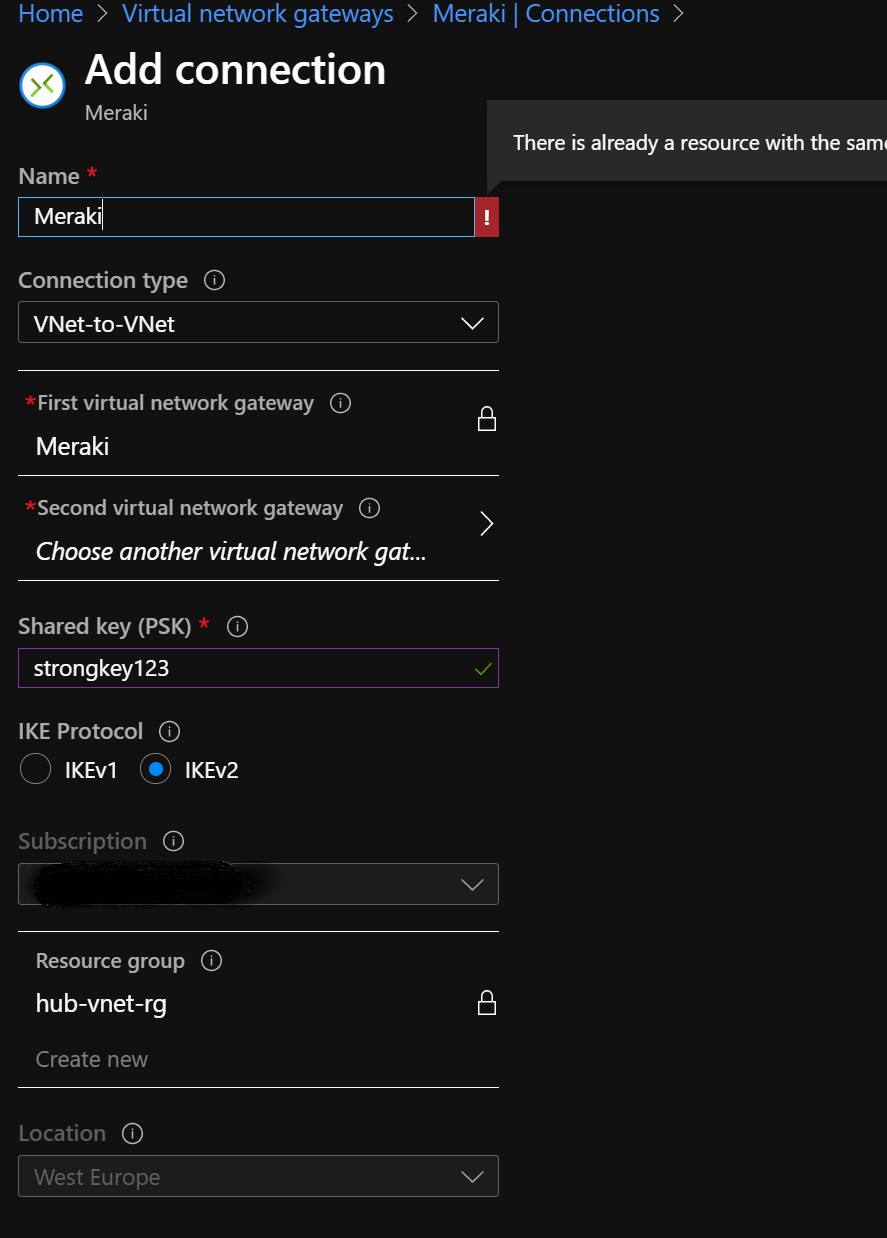 Home > Virtual network gateways > Meraki | Connections >
Add connection
Meraki
There is already a resource with the same
Name *
Meraki
!
Connection type
VNet-to-VNet
*First virtual network gateway
Meraki
*Second virtual network gateway
Choose another virtual network gat...
Shared key (PSK) *
strongkey123
IKE Protocol
IKEv1 IKEv2
Subscription
Resource group
hub-vnet-rg
Create new
Location
West Europe